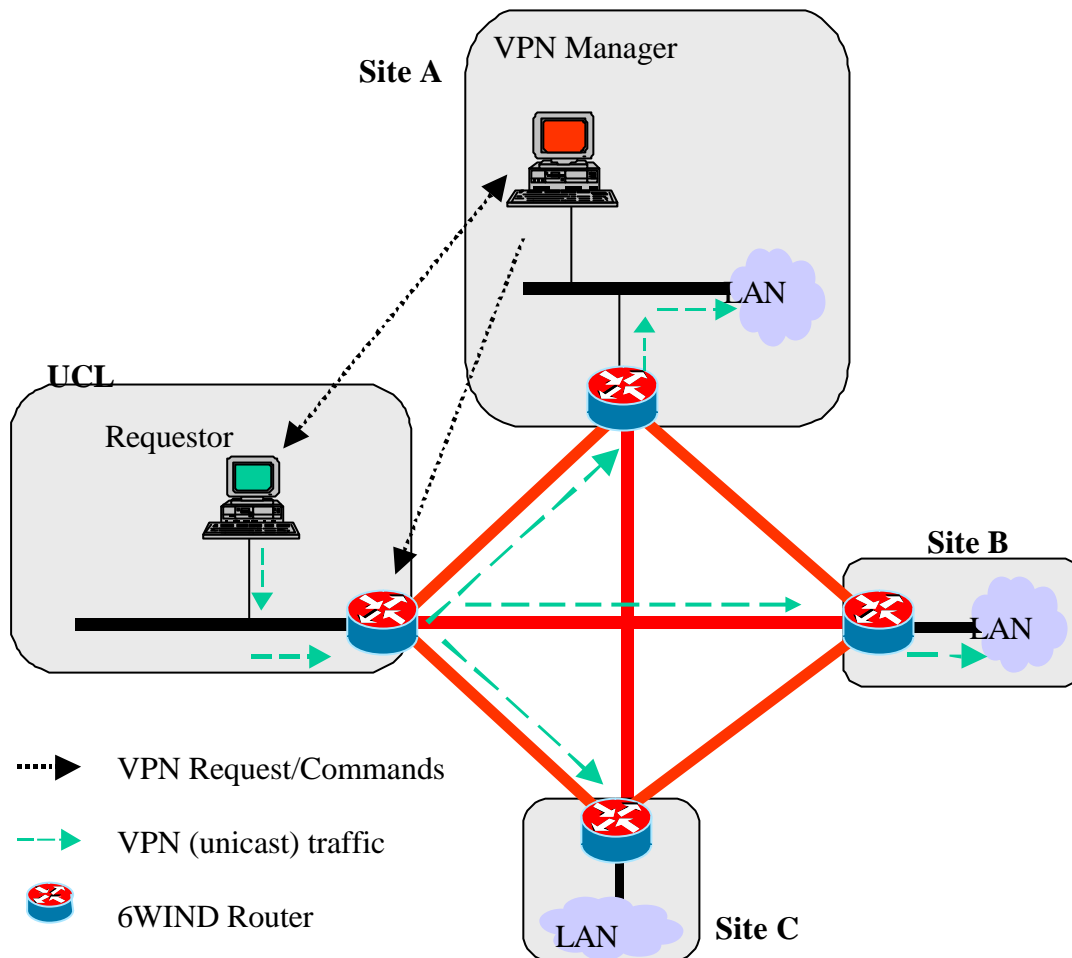 VPN Manager
Site A
LAN
UCL
Requestor
Site B
LAN
VPN Request/Commands
VPN (unicast) traffic
6WIND Router
LAN
Site C